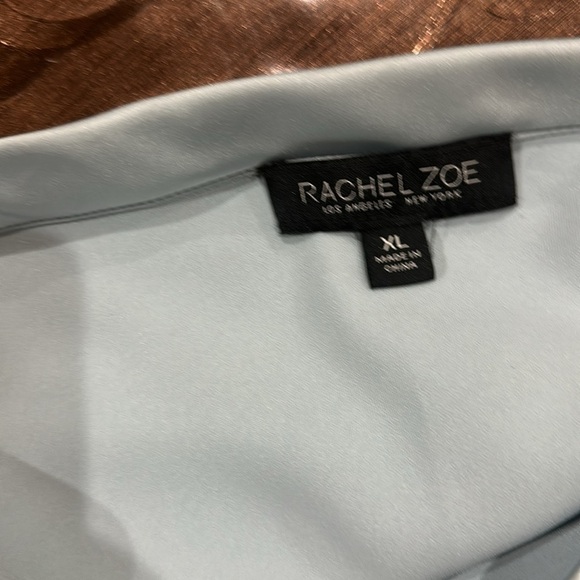 RACHEL ZOE
LOS ANGELES NEW YORK
XL
MADE IN
CHINA